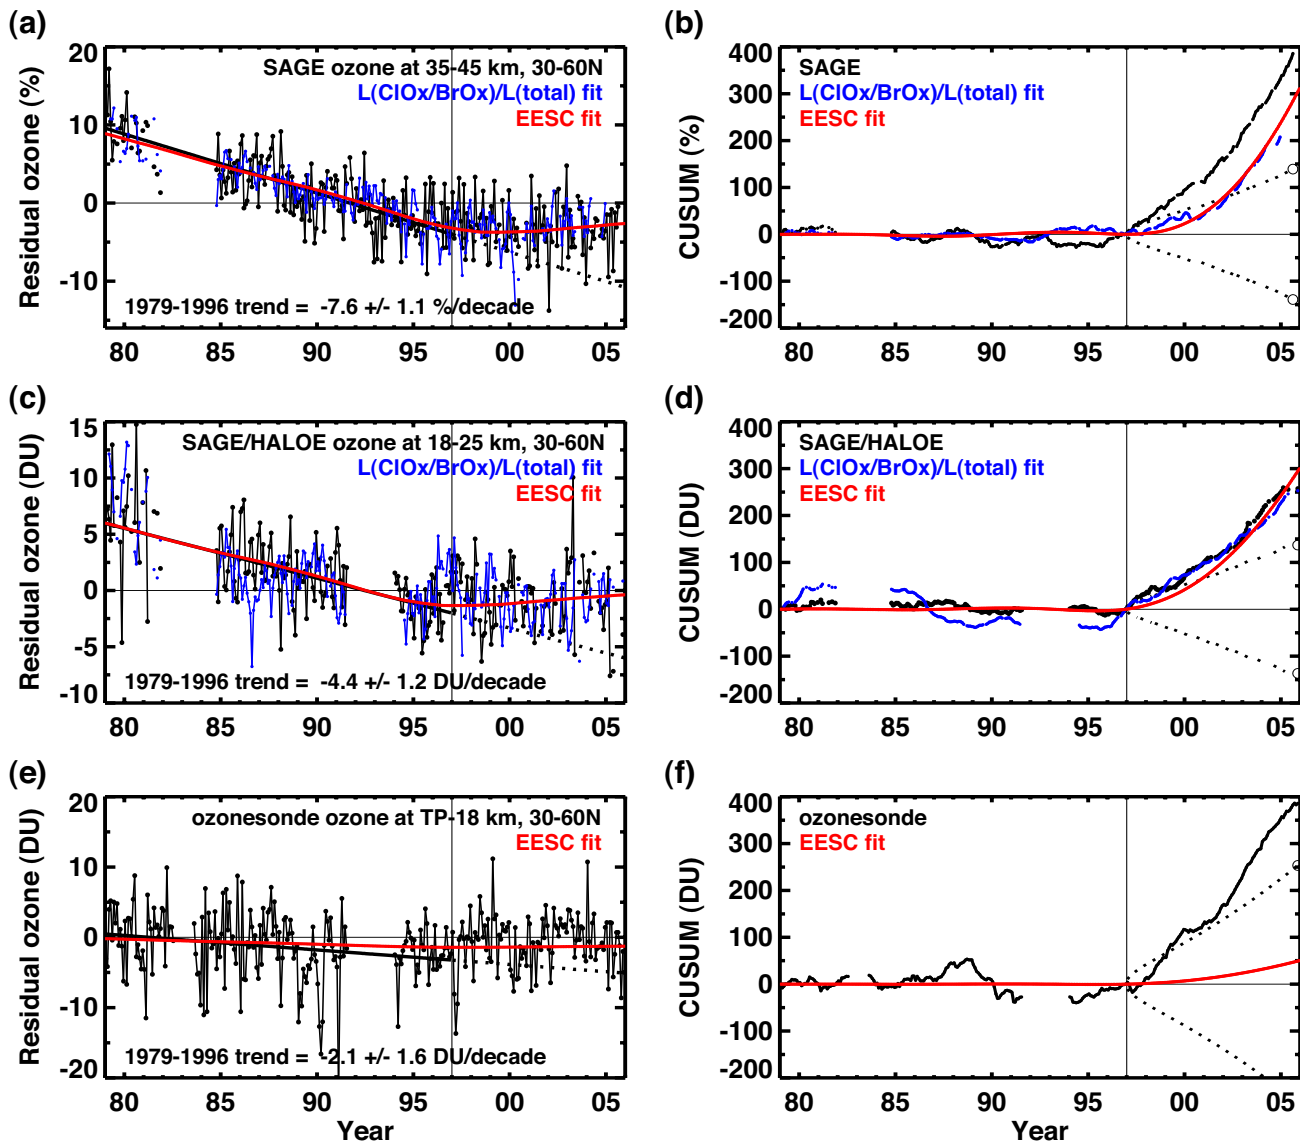 (a)
Residual ozone (%)
20
10
0
-10
SAGE ozone at 35-45 km, 30-60N
L(ClOx/BrOx)/L(total) fit
EESC fit
1979-1996 trend = -7.6 +/- 1.1 %/decade
80 85 90 95 00 05
(b)
CUSUM (%)
400
300
200
100
0
-100
-200
SAGE
L(ClOx/BrOx)/L(total) fit
EESC fit
80 85 90 95 00 05
(c)
Residual ozone (DU)
15
10
5
0
-5
-10
SAGE/HALOE ozone at 18-25 km, 30-60N
L(ClOx/BrOx)/L(total) fit
EESC fit
1979-1996 trend = -4.4 +/- 1.2 DU/decade
80 85 90 95 00 05
(d)
CUSUM (DU)
400
300
200
100
0
-100
-200
SAGE/HALOE
L(ClOx/BrOx)/L(total) fit
EESC fit
80 85 90 95 00 05
(e)
Residual ozone (DU)
20
10
0
-10
-20
ozonesonde ozone at TP-18 km, 30-60N
EESC fit
1979-1996 trend = -2.1 +/- 1.6 DU/decade
80 85 90 95 00 05
Year
(f)
CUSUM (DU)
400
300
200
100
0
-100
-200
ozonesonde
EESC fit
80 85 90 95 00 05
Year